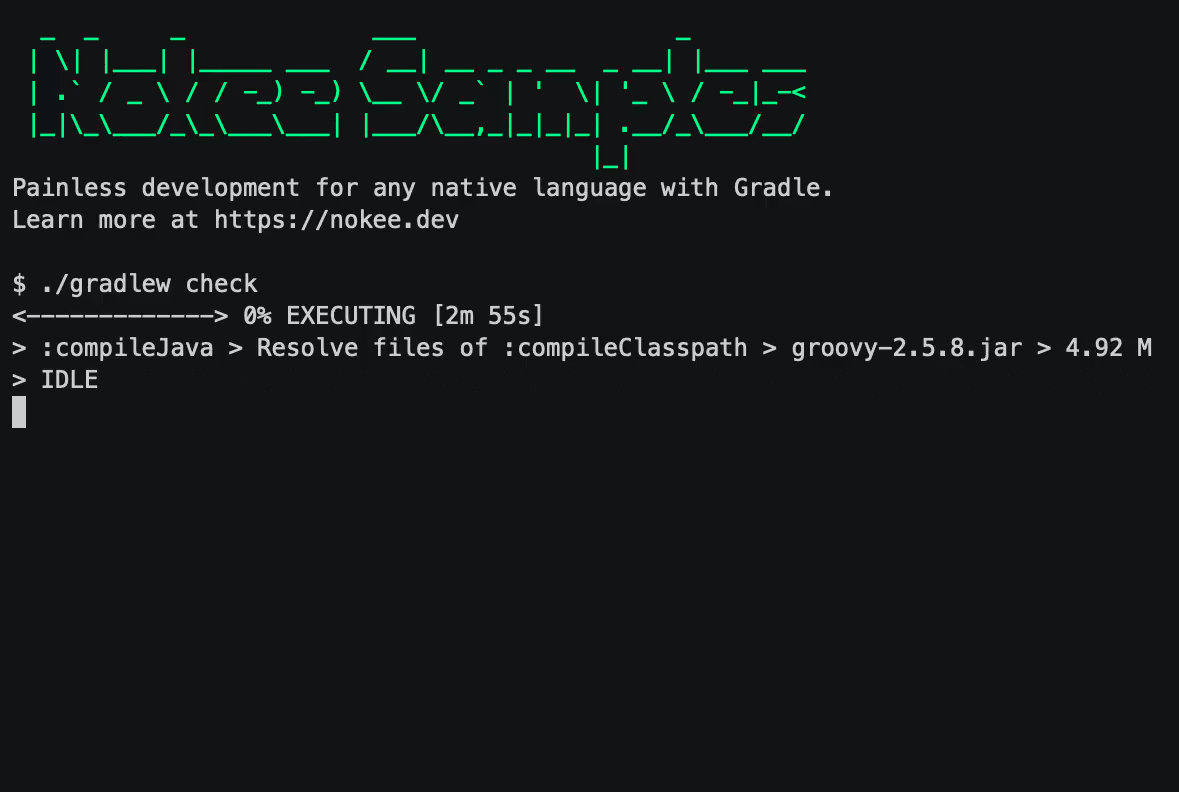 Nokee Samples
Painless development for any native language with Gradle.
Learn more at https://nokee.dev
$ ./gradlew check
<-------------> 0% EXECUTING [2m 55s]
> :compileJava > Resolve files of :compileClasspath > groovy-2.5.8.jar > 4.92 M
> IDLE